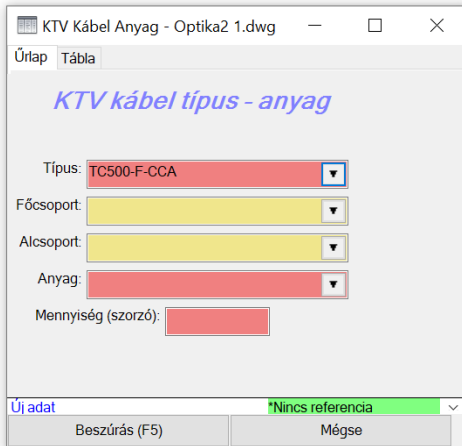 KTV Kábel Anyag - Optika2 1.dwg
Űrlap Tábla
KTV kábel típus - anyag
Típus: TC500-F-CCA
Főcsoport:
Alcsoport:
Anyag:
Mennyiség (szorzó):
Új adat *Nincs referencia
Beszúrás (F5) Mégse